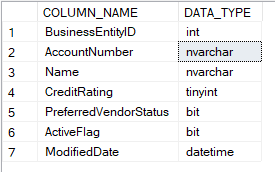 COLUMN_NAME DATA_TYPE
1 BusinessEntityID int
2 AccountNumber nvarchar
3 Name nvarchar
4 CreditRating tinyint
5 PreferredVendorStatus bit
6 ActiveFlag bit
7 ModifiedDate datetime